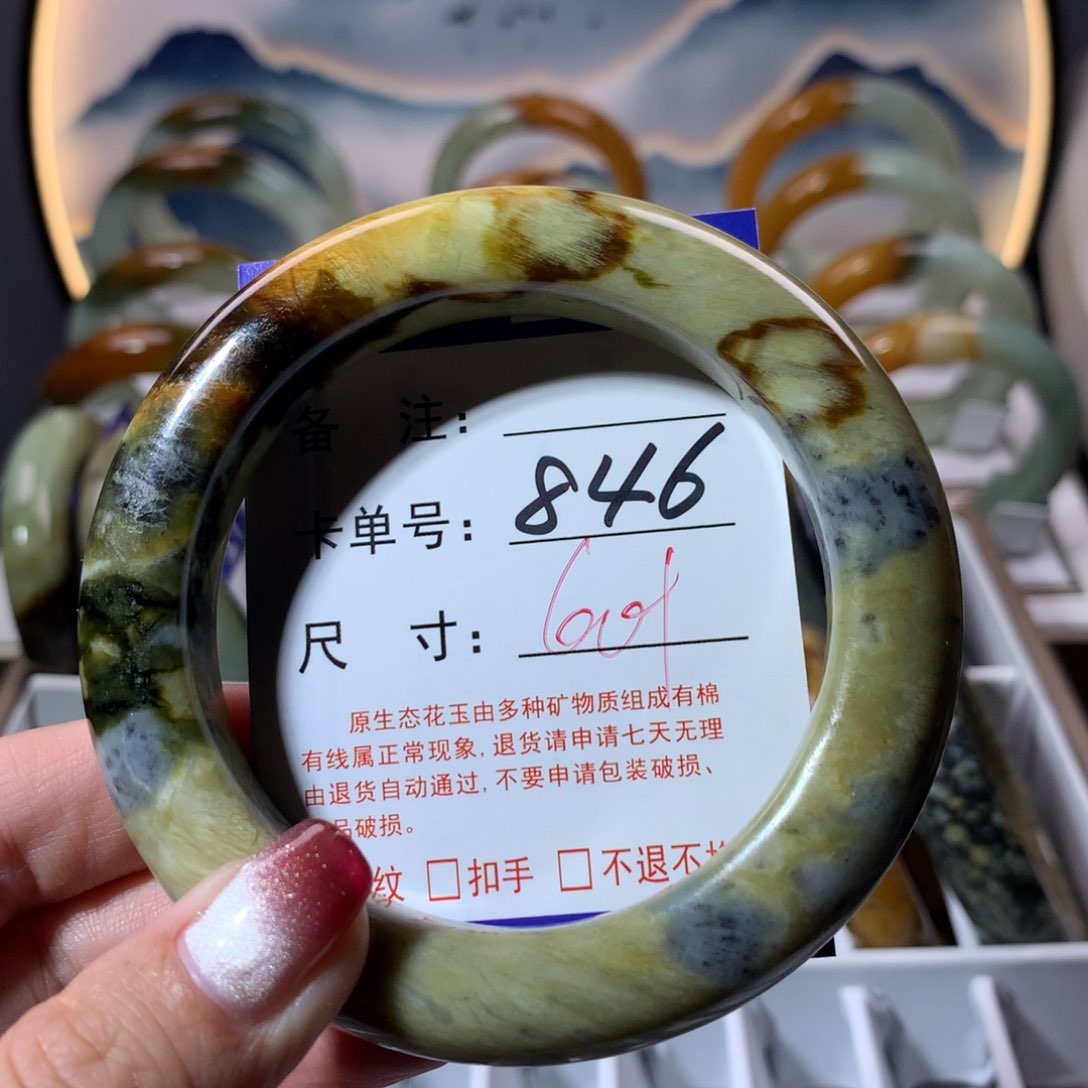 备 注:
卡单号: 846
尺 寸:
原生态花玉由多种矿物质组成有棉
有线属正常现象, 退货请申请七天无理
由退货自动通过, 不要申请包装破损、
品破损。
纹 □扣手 □不退不